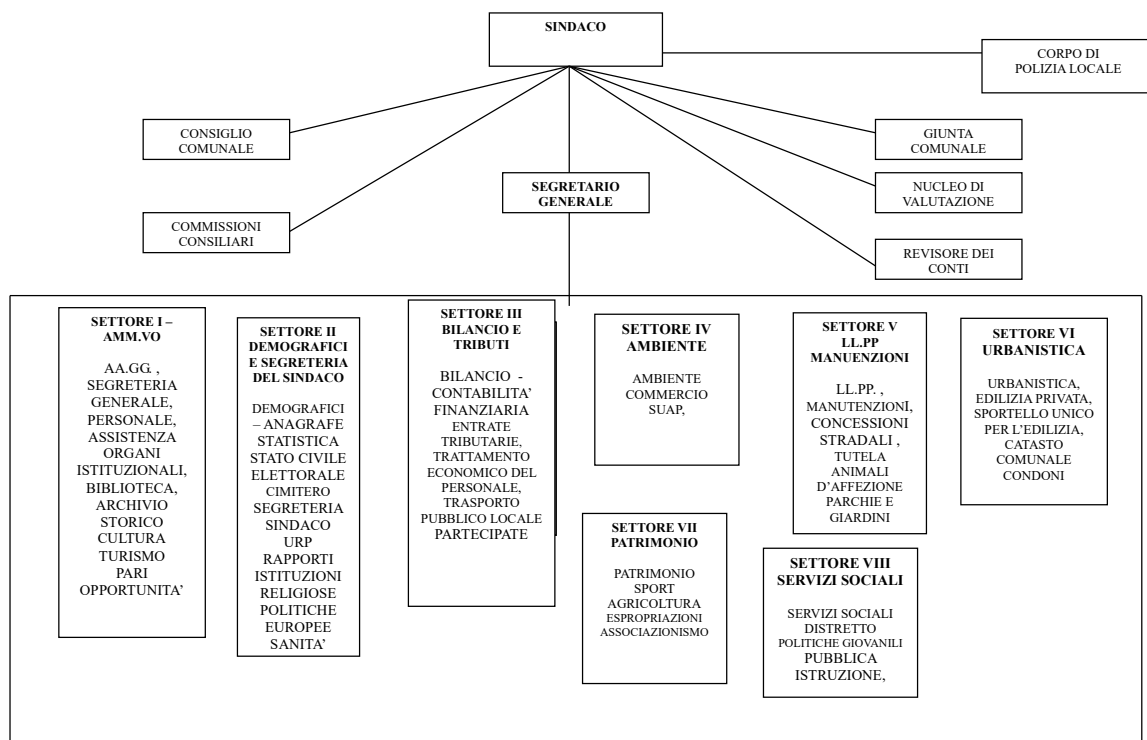 SINDACO
CORPO DI
POLIZIA LOCALE
CONSIGLIO
COMUNALE
GIUNTA
COMUNALE
SEGRETARIO
GENERALE
NUCLEO DI
VALUTAZIONE
COMMISSIONI
CONSILIARI
REVISORE DEI
CONTI
SETTORE I –
AMM.VO
AA.GG. ,
SEGRETERIA
GENERALE,
PERSONALE,
ASSISTENZA
ORGANI
ISTITUZIONALI,
BIBLIOTECA,
ARCHIVIO
STORICO
CULTURA
TURISMO
PARI
OPPORTUNITA’
SETTORE II
DEMOGRAFICI
E SEGRETERIA
DEL SINDACO
DEMOGRAFICI
– ANAGRAFE
STATISTICA
STATO CIVILE
ELETTORALE
CIMITERO
SEGRETERIA
SINDACO
URP
RAPPORTI
ISTITUZIONI
RELIGIOSE
POLITICHE
EUROPEE
SANITA’
SETTORE III
BILANCIO E
TRIBUTI
BILANCIO -
CONTABILITA’
FINANZIARIA
ENTRATE
TRIBUTARIE,
TRATTAMENTO
ECONOMICO DEL
PERSONALE,
TRASPORTO
PUBBLICO LOCALE
PARTECIPATE
SETTORE IV
AMBIENTE
AMBIENTE
COMMERCIO
SUAP,
SETTORE V
LL.PP
MANUENZIONI
LL.PP. ,
MANUTENZIONI,
CONCESSIONI
STRADALI ,
TUTELA
ANIMALI
D’AFFEZIONE
PARCHIE E
GIARDINI
SETTORE VI
URBANISTICA
URBANISTICA,
EDILIZIA PRIVATA,
SPORTELLO UNICO
PER L’EDILIZIA,
CATASTO
COMUNALE
CONDONI
SETTORE VII
PATRIMONIO
PATRIMONIO
SPORT
AGRICOLTURA
ESPROPRIAZIONI
ASSOCIAZIONISMO
SETTORE VIII
SERVIZI SOCIALI
SERVIZI SOCIALI
DISTRETTO
POLITICHE GIOVANILI
PUBBLICA
ISTRUZIONE,